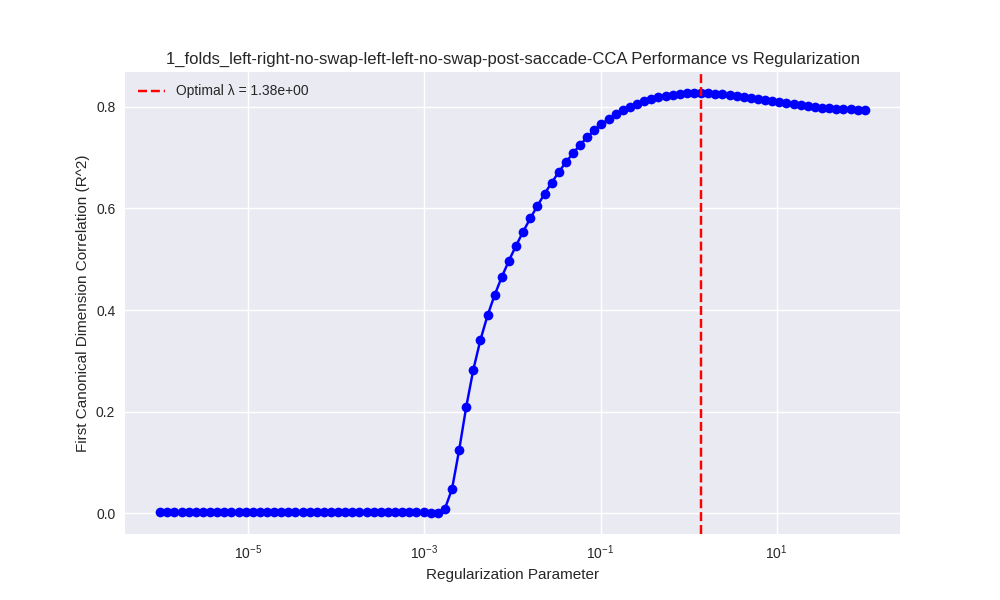 1_folds_left-right-no-swap-left-left-no-swap-post-saccade-CCA Performance vs Regularization
Optimal λ = 1.38e+00
First Canonical Dimension Correlation (R^2)
0.8
0.6
0.4
0.2
0.0
10⁻⁵ 10⁻³ 10⁻¹ 10¹
Regularization Parameter